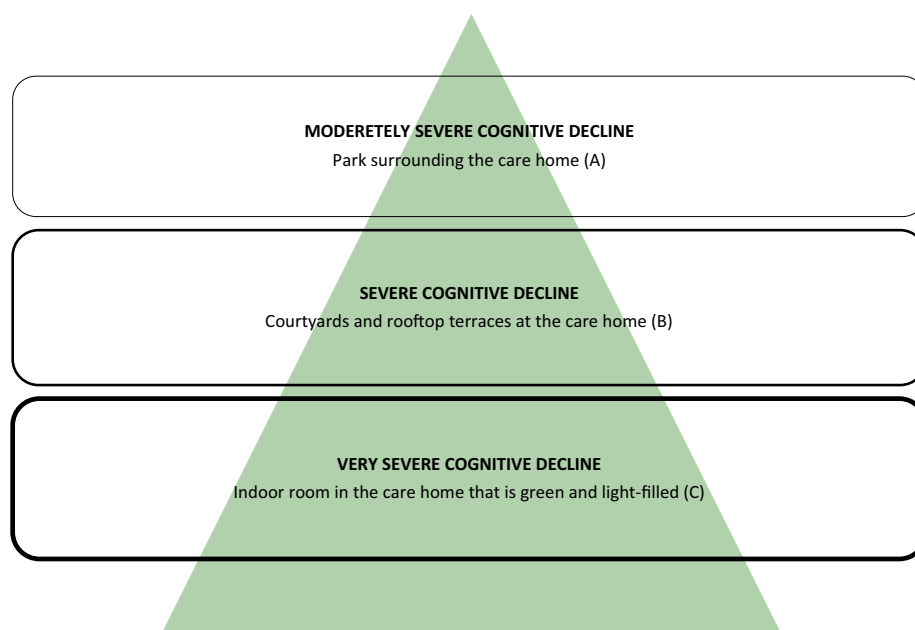 MODERETELY SEVERE COGNITIVE DECLINE
Park surrounding the care home (A)
SEVERE COGNITIVE DECLINE
Courtyards and rooftop terraces at the care home (B)
VERY SEVERE COGNITIVE DECLINE
Indoor room in the care home that is green and light-filled (C)